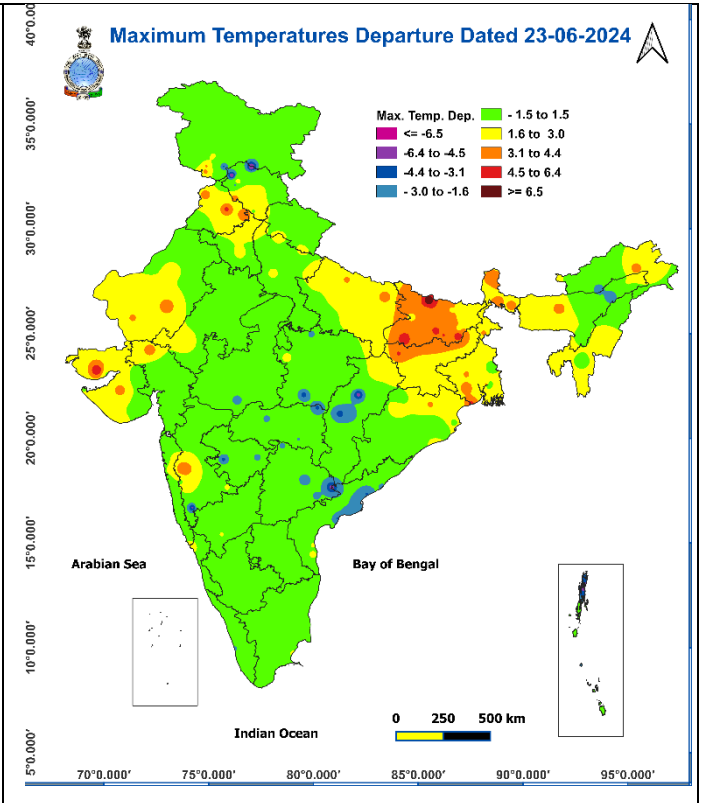 Maximum Temperatures Departure Dated 23-06-2024
Max. Temp. Dep.
<= -6.5
-6.4 to -4.5
-4.4 to -3.1
- 3.0 to -1.6
- 1.5 to 1.5
1.6 to 3.0
3.1 to 4.4
4.5 to 6.4
>= 6.5
40°0.00
35°0.000'
30°0.000'
25°0.000'
20°0.000'
15°0.000'
10°0.000'
5°0.000'
Arabian Sea
Bay of Bengal
Indian Ocean
0 250 500 km
70°0.000' 75°0.000' 80°0.000' 85°0.000' 90°0.000' 95°0.000'